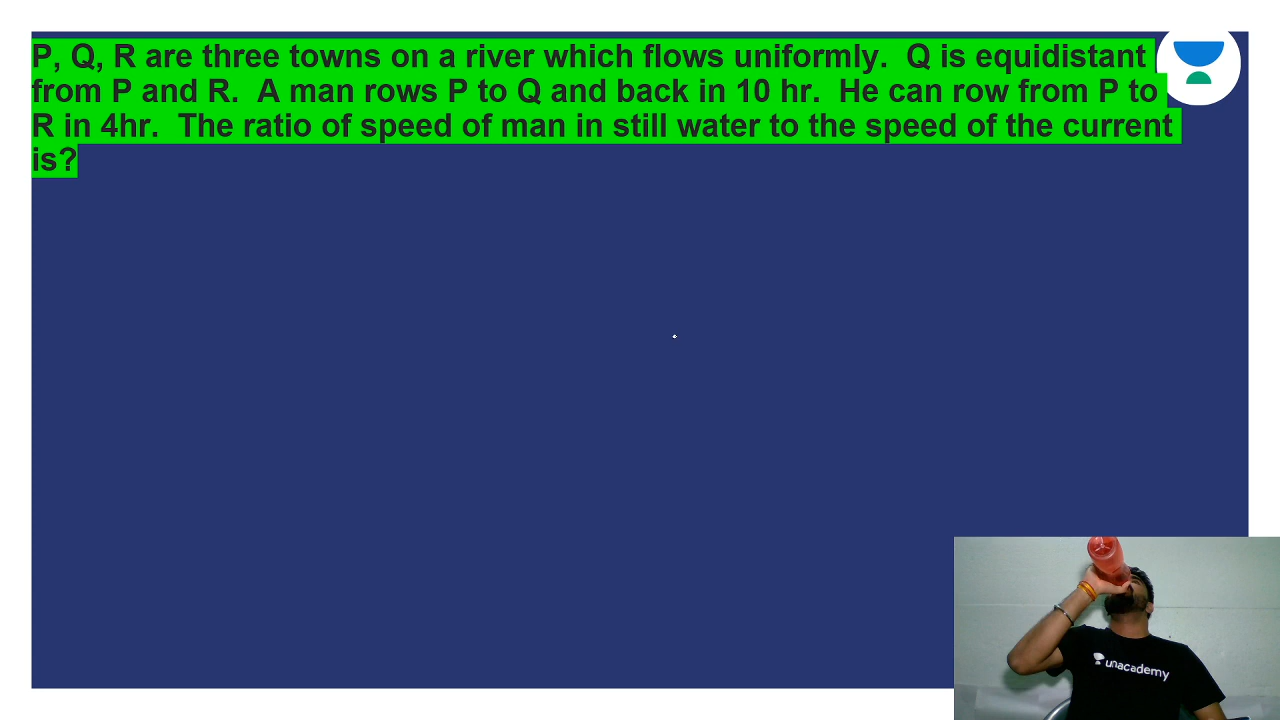 P, Q, R are three towns on a river which flows uniformly. Q is equidistant
from P and R. A man rows P to Q and back in 10 hr. He can row from P to
R in 4hr. The ratio of speed of man in still water to the speed of the current
is?
unacademy